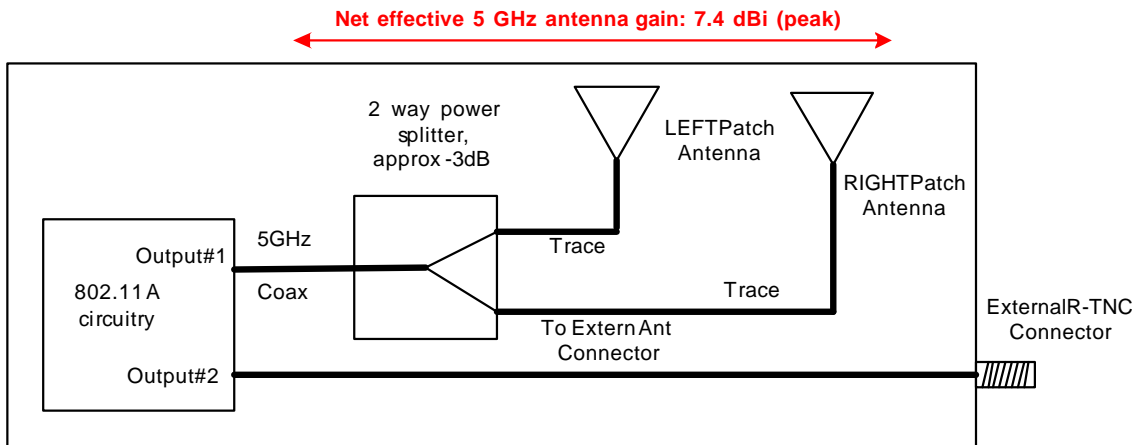 Net effective 5 GHz antenna gain: 7.4 dBi (peak)
2 way power
splitter,
approx -3dB
LEFTPatch
Antenna
RIGHTPatch
Antenna
Output#1
5GHz
Coax
Trace
Trace
802.11A
circuitry
To ExternAnt
Connector
ExternalR-TNC
Connector
Output#2